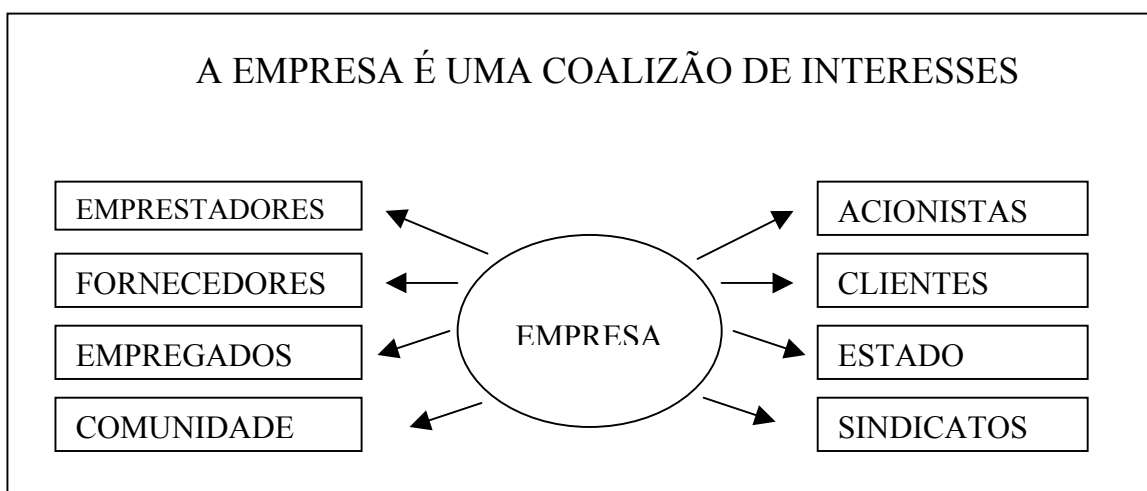 A EMPRESA É UMA COALIZÃO DE INTERESSES
EMPRESTADORES
FORNECEDORES
EMPREGADOS
COMUNIDADE
EMPRESA
ACIONISTAS
CLIENTES
ESTADO
SINDICATOS